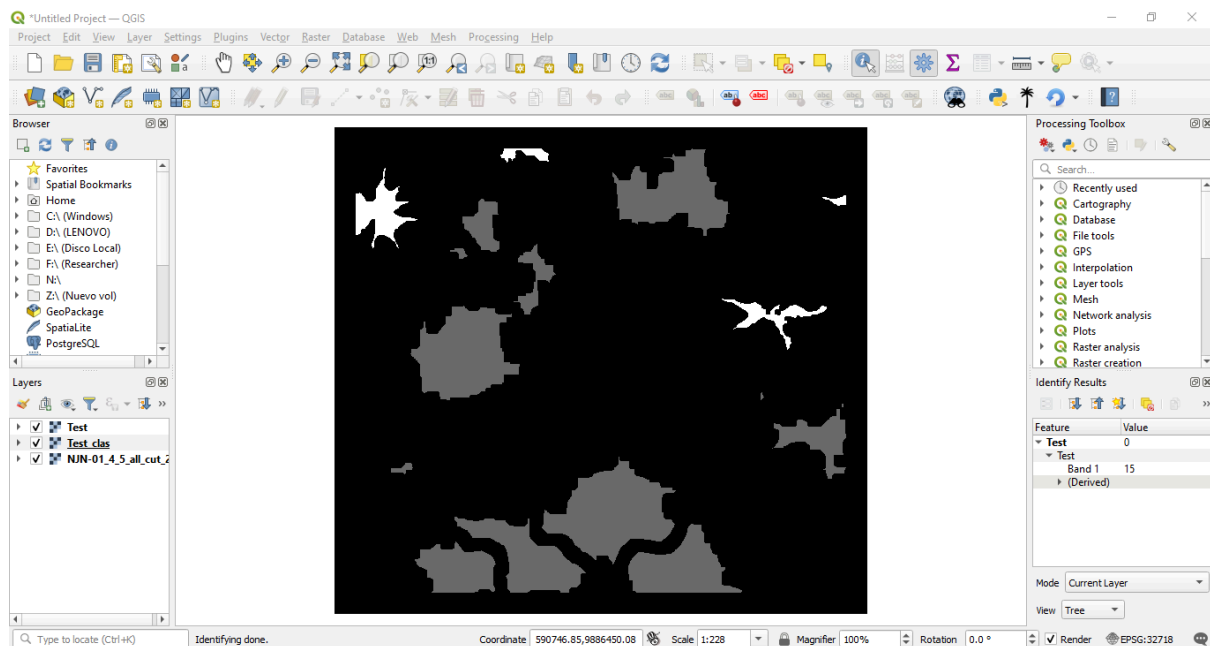 *Untitled Project — QGIS
Project Edit View Layer Settings Plugins Vector Raster Database Web Mesh Processing Help
Browser
Favorites
Spatial Bookmarks
Home
C:\ (Windows)
D:\ (LENOVO)
E:\ (Disco Local)
F:\ (Researcher)
N:\
Z:\ (Nuevo vol)
GeoPackage
SpatiaLite
PostgreSQL
Layers
Test
Test clas
NJN-01_4_5_all_cut_2
Processing Toolbox
Search...
Recently used
Cartography
Database
File tools
GPS
Interpolation
Layer tools
Mesh
Network analysis
Plots
Raster analysis
Raster creation
Identify Results
Feature Value
Test 0
Test
Band 1 15
(Derived)
Mode Current Layer
View Tree
Type to locate (Ctrl+K) Identifying done. Coordinate 590746.85,9886450.08 Scale 1:228 Magnifier 100% Rotation 0.0 ° Render EPSG:32718